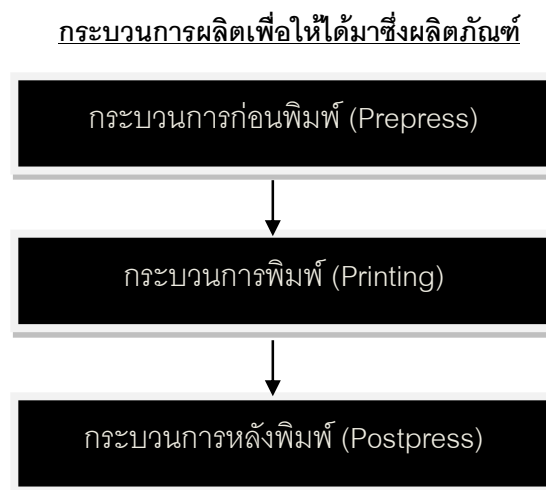 กระบวนการผลิตเพื่อให้ได้มาซึ่งผลิตภัณฑ์
กระบวนการก่อนพิมพ์ (Prepress)
กระบวนการพิมพ์ (Printing)
กระบวนการหลังพิมพ์ (Postpress)